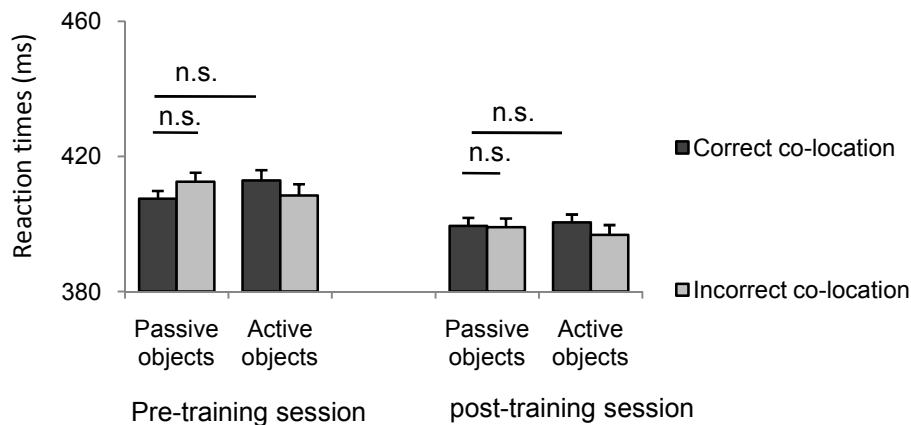 460
420
380
Reaction times (ms)
n.s.
n.s.
n.s.
n.s.
Correct co-location
Incorrect co-location
Passive objects
Active objects
Passive objects
Active objects
Pre-training session
post-training session